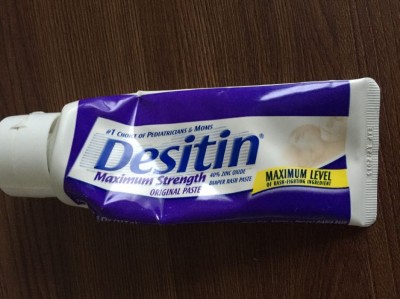 #1 CHOICE OF PEDIATRICIANS & MOMS
Desitin®
Maximum Strength
40% ZINC OXIDE
DIAPER RASH PASTE
ORIGINAL PASTE
MAXIMUM LEVEL
OF RASH-FIGHTING INGREDIENT